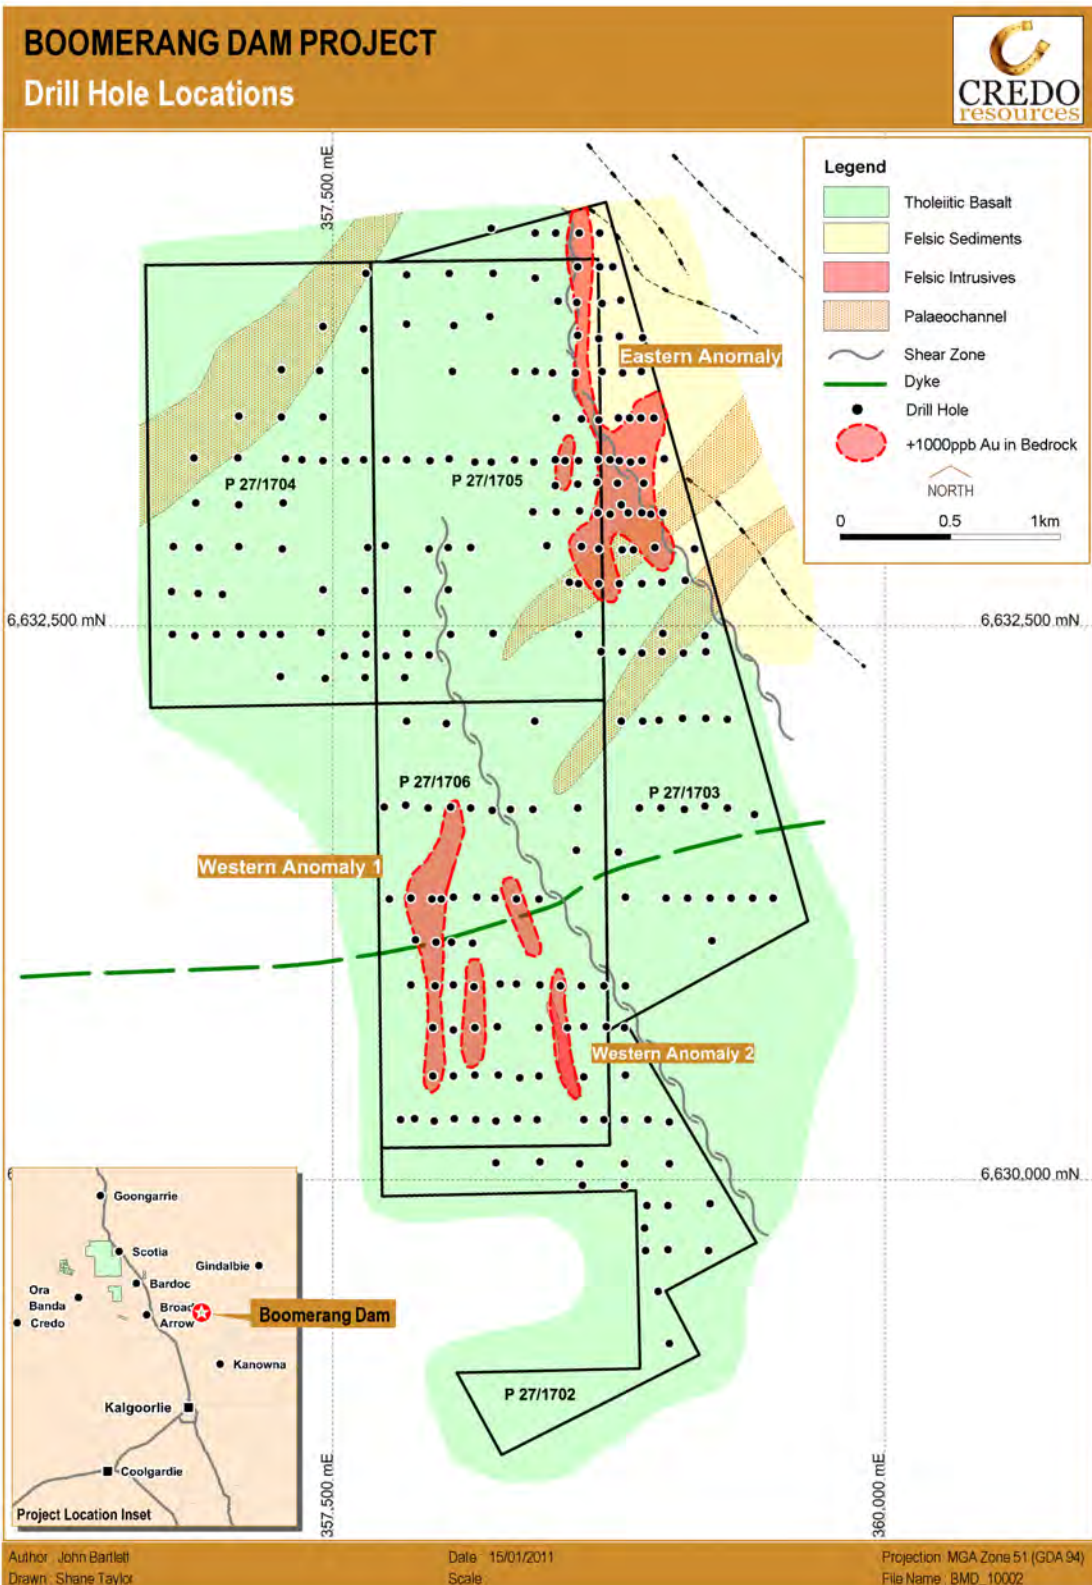 BOOMERANG DAM PROJECT
Drill Hole Locations
CREDO
resources
357,500 mE
Legend
Tholeiitic Basalt
Felsic Sediments
Felsic Intrusives
Palaeochannel
Shear Zone
Dyke
Drill Hole
+1000ppb Au in Bedrock
NORTH
0 0.5 1km
Eastern Anomaly
P 27/1704
P 27/1705
6,632,500 mN
6,632,500 mN
P 27/1706
P 27/1703
Western Anomaly 1
Western Anomaly 2
6,630,000 mN
Goongarrie
Scotia
Gindalbie
Bardoc
Ora
Banda
Credo
Broad
Arrow
Boomerang Dam
Kanowna
Kalgoorlie
Coolgardie
Project Location Inset
P 27/1702
357,500 mE
360,000 mE
Author : John Bartlett
Date : 15/01/2011
Projection: MGA Zone 51 (GDA 94)
Drawn : Shane Taylor
Scale
File Name : BMD_10002